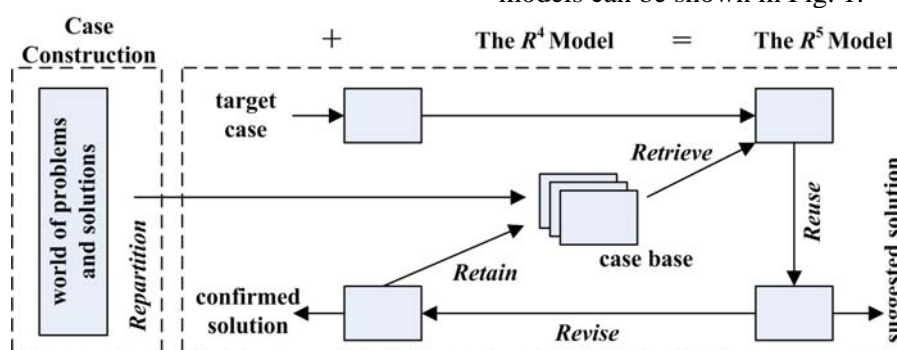 models can be shown in Fig. 1.
Case
Construction
+
The R⁴ Model
=
The R⁵ Model
world of problems
and solutions
Repartition
target
case
Retrieve
Reuse
suggested solution
case base
Retain
confirmed
solution
Revise